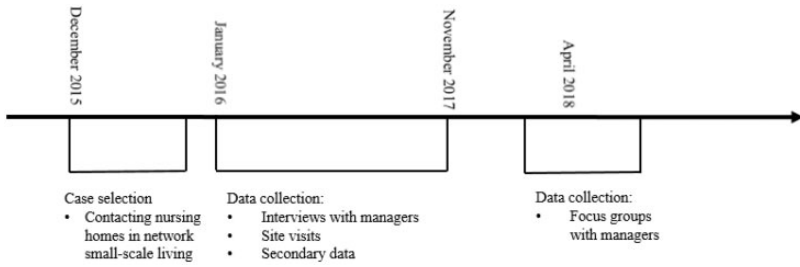 December 2015
January 2016
November 2017
April 2018
Case selection
• Contacting nursing
homes in network
small-scale living
Data collection:
• Interviews with managers
• Site visits
• Secondary data
Data collection:
• Focus groups
with managers